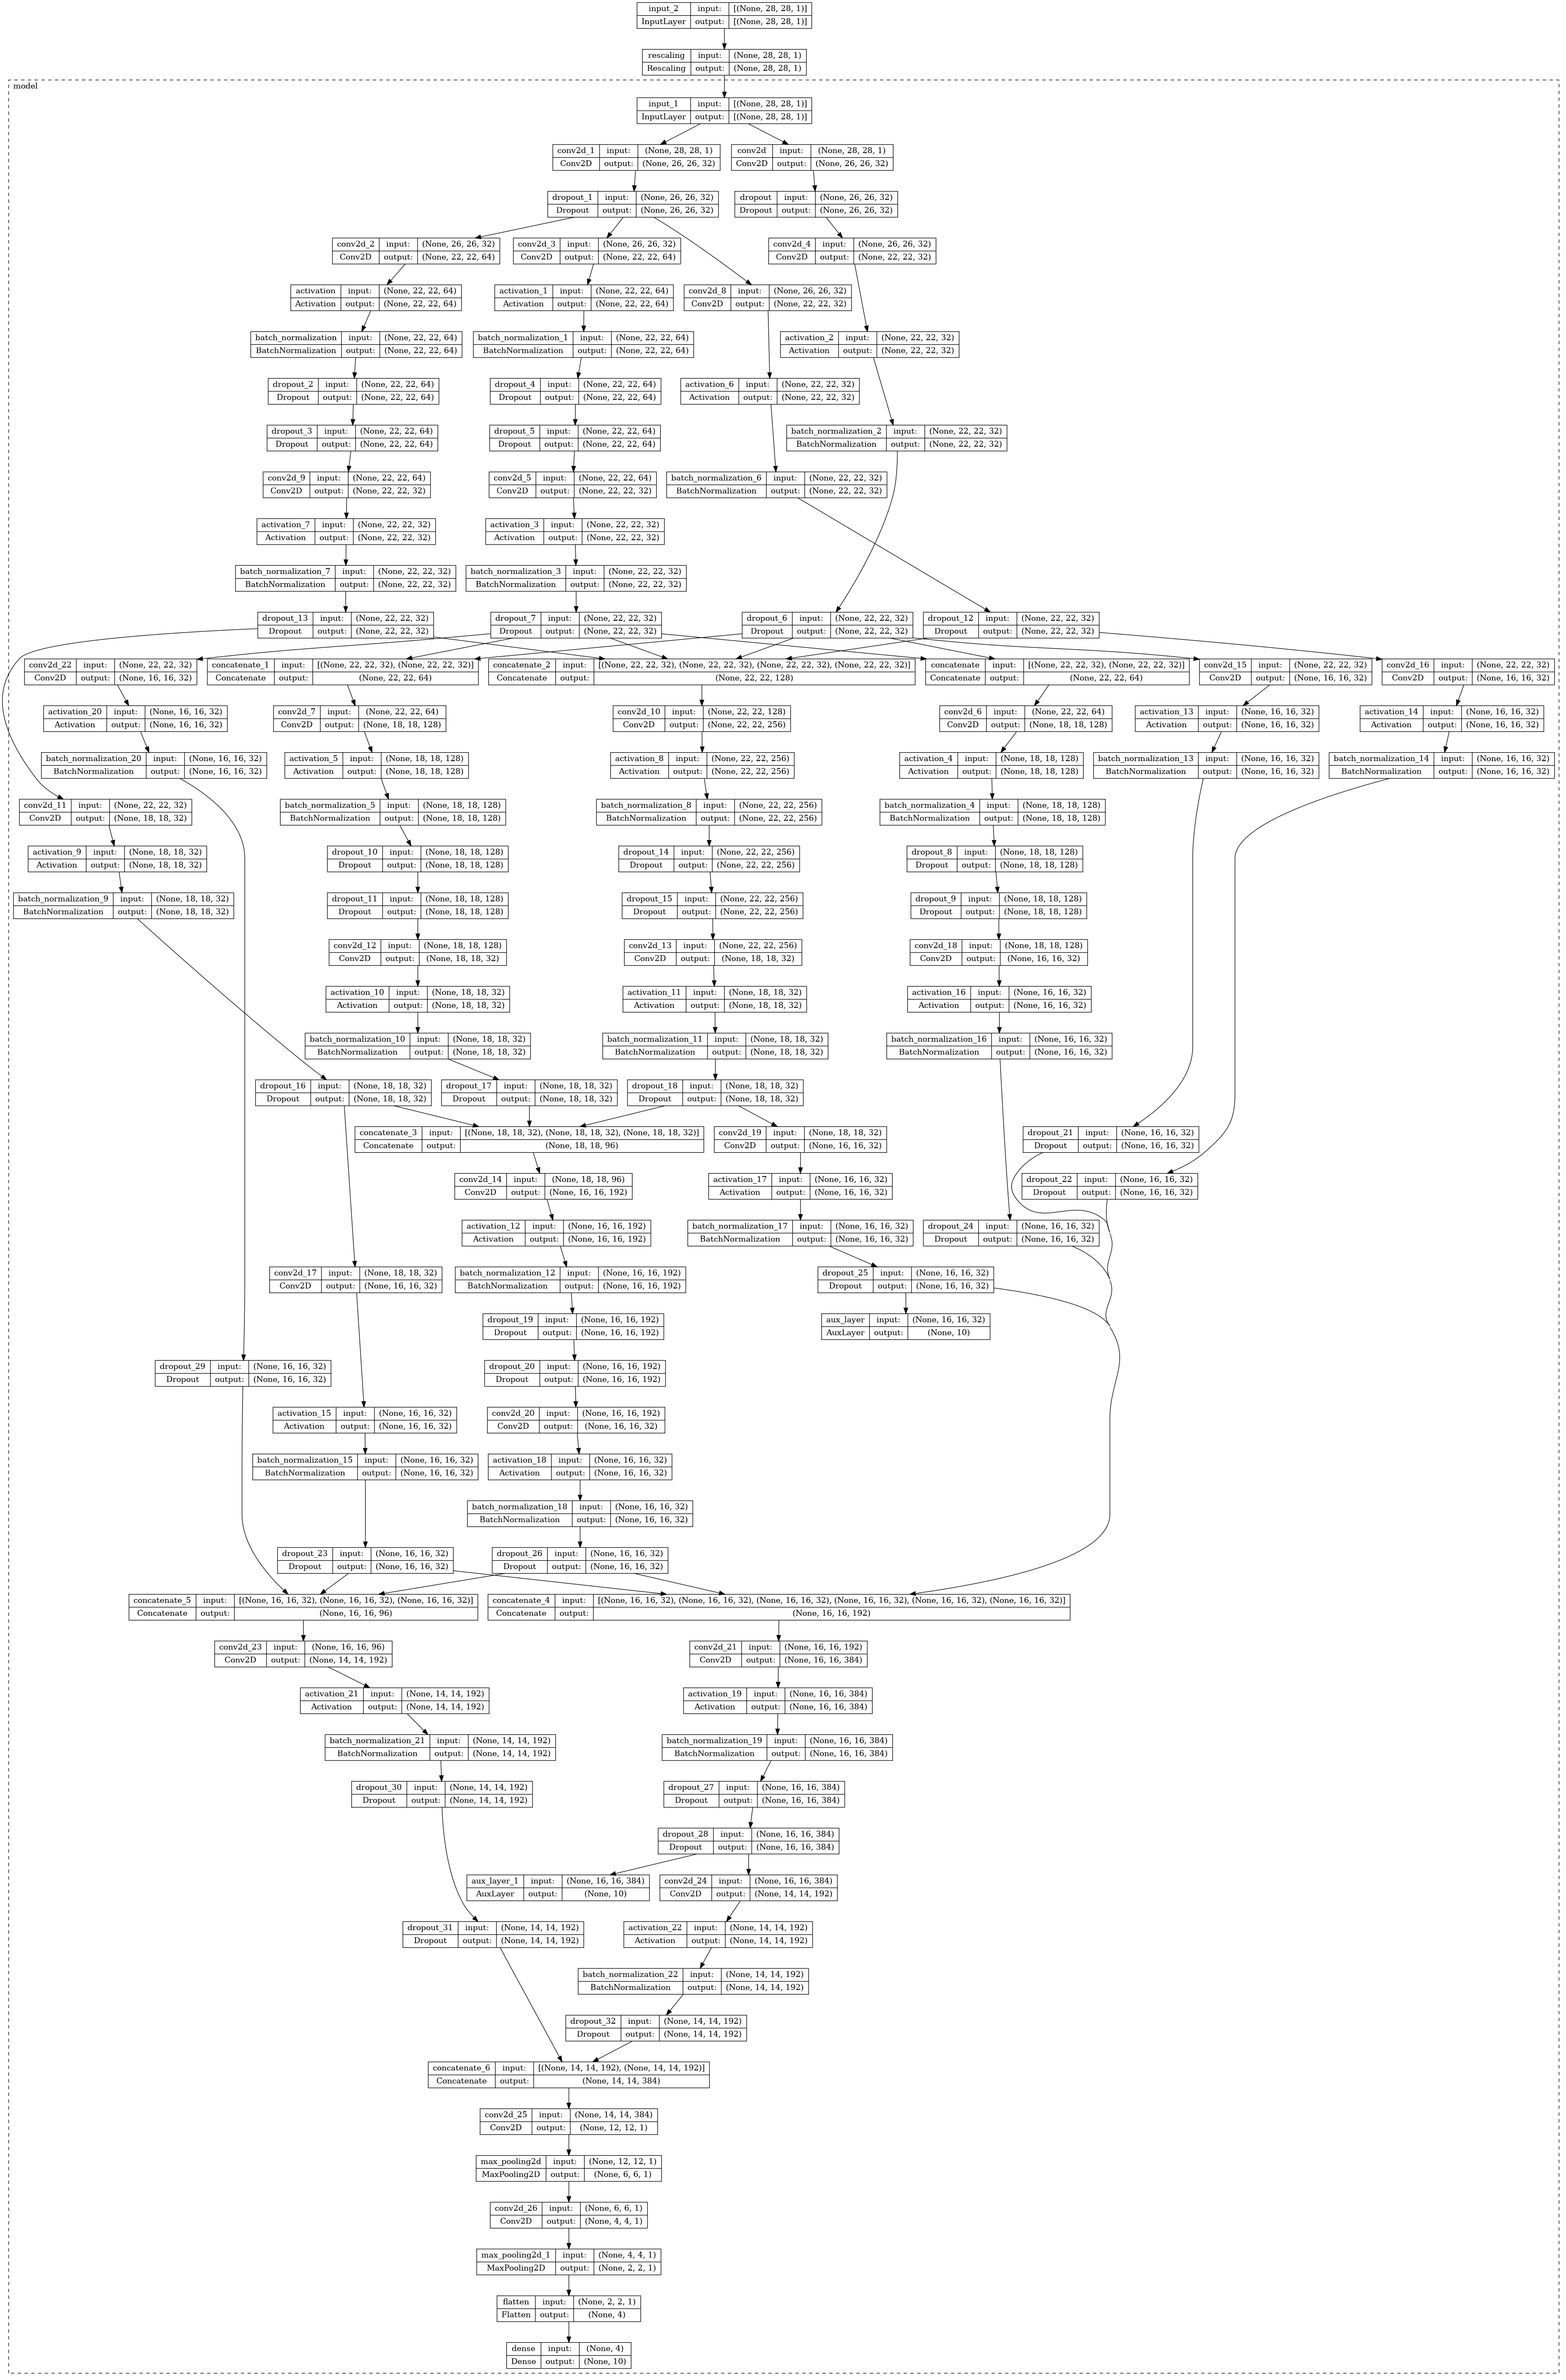 input_2 input: [(None, 28, 28, 1)]
InputLayer output: [(None, 28, 28, 1)]
rescaling input: (None, 28, 28, 1)
Rescaling output: (None, 28, 28, 1)
model
input_1 input: [(None, 28, 28, 1)]
InputLayer output: [(None, 28, 28, 1)]
conv2d_1 input: (None, 28, 28, 1)
Conv2D output: (None, 26, 26, 32)
conv2d input: (None, 28, 28, 1)
Conv2D output: (None, 26, 26, 32)
dropout_1 input: (None, 26, 26, 32)
Dropout output: (None, 26, 26, 32)
dropout input: (None, 26, 26, 32)
Dropout output: (None, 26, 26, 32)
conv2d_2 input: (None, 26, 26, 32)
Conv2D output: (None, 22, 22, 64)
conv2d_3 input: (None, 26, 26, 32)
Conv2D output: (None, 22, 22, 64)
conv2d_4 input: (None, 26, 26, 32)
Conv2D output: (None, 22, 22, 32)
activation input: (None, 22, 22, 64)
Activation output: (None, 22, 22, 64)
activation_1 input: (None, 22, 22, 64)
Activation output: (None, 22, 22, 64)
conv2d_8 input: (None, 26, 26, 32)
Conv2D output: (None, 22, 22, 32)
batch_normalization input: (None, 22, 22, 64)
BatchNormalization output: (None, 22, 22, 64)
batch_normalization_1 input: (None, 22, 22, 64)
BatchNormalization output: (None, 22, 22, 64)
activation_2 input: (None, 22, 22, 32)
Activation output: (None, 22, 22, 32)
dropout_2 input: (None, 22, 22, 64)
Dropout output: (None, 22, 22, 64)
dropout_4 input: (None, 22, 22, 64)
Dropout output: (None, 22, 22, 64)
activation_6 input: (None, 22, 22, 32)
Activation output: (None, 22, 22, 32)
dropout_3 input: (None, 22, 22, 64)
Dropout output: (None, 22, 22, 64)
dropout_5 input: (None, 22, 22, 64)
Dropout output: (None, 22, 22, 64)
batch_normalization_2 input: (None, 22, 22, 32)
BatchNormalization output: (None, 22, 22, 32)
conv2d_9 input: (None, 22, 22, 64)
Conv2D output: (None, 22, 22, 32)
conv2d_5 input: (None, 22, 22, 64)
Conv2D output: (None, 22, 22, 32)
batch_normalization_6 input: (None, 22, 22, 32)
BatchNormalization output: (None, 22, 22, 32)
activation_7 input: (None, 22, 22, 32)
Activation output: (None, 22, 22, 32)
activation_3 input: (None, 22, 22, 32)
Activation output: (None, 22, 22, 32)
batch_normalization_7 input: (None, 22, 22, 32)
BatchNormalization output: (None, 22, 22, 32)
batch_normalization_3 input: (None, 22, 22, 32)
BatchNormalization output: (None, 22, 22, 32)
dropout_13 input: (None, 22, 22, 32)
Dropout output: (None, 22, 22, 32)
dropout_7 input: (None, 22, 22, 32)
Dropout output: (None, 22, 22, 32)
dropout_6 input: (None, 22, 22, 32)
Dropout output: (None, 22, 22, 32)
dropout_12 input: (None, 22, 22, 32)
Dropout output: (None, 22, 22, 32)
conv2d_22 input: (None, 22, 22, 32)
Conv2D output: (None, 16, 16, 32)
concatenate_1 input: [(None, 22, 22, 32), (None, 22, 22, 32)]
Concatenate output: (None, 22, 22, 64)
concatenate_2 input: [(None, 22, 22, 32), (None, 22, 22, 32), (None, 22, 22, 32), (None, 22, 22, 32)]
Concatenate output: (None, 22, 22, 128)
concatenate input: [(None, 22, 22, 32), (None, 22, 22, 32)]
Concatenate output: (None, 22, 22, 64)
conv2d_15 input: (None, 22, 22, 32)
Conv2D output: (None, 16, 16, 32)
conv2d_16 input: (None, 22, 22, 32)
Conv2D output: (None, 16, 16, 32)
activation_20 input: (None, 16, 16, 32)
Activation output: (None, 16, 16, 32)
conv2d_7 input: (None, 22, 22, 64)
Conv2D output: (None, 18, 18, 128)
conv2d_10 input: (None, 22, 22, 128)
Conv2D output: (None, 22, 22, 256)
conv2d_6 input: (None, 22, 22, 64)
Conv2D output: (None, 18, 18, 128)
activation_13 input: (None, 16, 16, 32)
Activation output: (None, 16, 16, 32)
activation_14 input: (None, 16, 16, 32)
Activation output: (None, 16, 16, 32)
batch_normalization_20 input: (None, 16, 16, 32)
BatchNormalization output: (None, 16, 16, 32)
activation_5 input: (None, 18, 18, 128)
Activation output: (None, 18, 18, 128)
activation_8 input: (None, 22, 22, 256)
Activation output: (None, 22, 22, 256)
activation_4 input: (None, 18, 18, 128)
Activation output: (None, 18, 18, 128)
batch_normalization_13 input: (None, 16, 16, 32)
BatchNormalization output: (None, 16, 16, 32)
batch_normalization_14 input: (None, 16, 16, 32)
BatchNormalization output: (None, 16, 16, 32)
conv2d_11 input: (None, 22, 22, 32)
Conv2D output: (None, 18, 18, 32)
batch_normalization_5 input: (None, 18, 18, 128)
BatchNormalization output: (None, 18, 18, 128)
batch_normalization_8 input: (None, 22, 22, 256)
BatchNormalization output: (None, 22, 22, 256)
batch_normalization_4 input: (None, 18, 18, 128)
BatchNormalization output: (None, 18, 18, 128)
activation_9 input: (None, 18, 18, 32)
Activation output: (None, 18, 18, 32)
dropout_10 input: (None, 18, 18, 128)
Dropout output: (None, 18, 18, 128)
dropout_14 input: (None, 22, 22, 256)
Dropout output: (None, 22, 22, 256)
dropout_8 input: (None, 18, 18, 128)
Dropout output: (None, 18, 18, 128)
batch_normalization_9 input: (None, 18, 18, 32)
BatchNormalization output: (None, 18, 18, 32)
dropout_11 input: (None, 18, 18, 128)
Dropout output: (None, 18, 18, 128)
dropout_15 input: (None, 22, 22, 256)
Dropout output: (None, 22, 22, 256)
dropout_9 input: (None, 18, 18, 128)
Dropout output: (None, 18, 18, 128)
conv2d_12 input: (None, 18, 18, 128)
Conv2D output: (None, 18, 18, 32)
conv2d_13 input: (None, 22, 22, 256)
Conv2D output: (None, 18, 18, 32)
conv2d_18 input: (None, 18, 18, 128)
Conv2D output: (None, 16, 16, 32)
activation_10 input: (None, 18, 18, 32)
Activation output: (None, 18, 18, 32)
activation_11 input: (None, 18, 18, 32)
Activation output: (None, 18, 18, 32)
activation_16 input: (None, 16, 16, 32)
Activation output: (None, 16, 16, 32)
batch_normalization_10 input: (None, 18, 18, 32)
BatchNormalization output: (None, 18, 18, 32)
batch_normalization_11 input: (None, 18, 18, 32)
BatchNormalization output: (None, 18, 18, 32)
batch_normalization_16 input: (None, 16, 16, 32)
BatchNormalization output: (None, 16, 16, 32)
dropout_16 input: (None, 18, 18, 32)
Dropout output: (None, 18, 18, 32)
dropout_17 input: (None, 18, 18, 32)
Dropout output: (None, 18, 18, 32)
dropout_18 input: (None, 18, 18, 32)
Dropout output: (None, 18, 18, 32)
concatenate_3 input: [(None, 18, 18, 32), (None, 18, 18, 32), (None, 18, 18, 32)]
Concatenate output: (None, 18, 18, 96)
conv2d_19 input: (None, 18, 18, 32)
Conv2D output: (None, 16, 16, 32)
dropout_21 input: (None, 16, 16, 32)
Dropout output: (None, 16, 16, 32)
conv2d_14 input: (None, 18, 18, 96)
Conv2D output: (None, 16, 16, 192)
activation_17 input: (None, 16, 16, 32)
Activation output: (None, 16, 16, 32)
dropout_22 input: (None, 16, 16, 32)
Dropout output: (None, 16, 16, 32)
activation_12 input: (None, 16, 16, 192)
Activation output: (None, 16, 16, 192)
batch_normalization_17 input: (None, 16, 16, 32)
BatchNormalization output: (None, 16, 16, 32)
dropout_24 input: (None, 16, 16, 32)
Dropout output: (None, 16, 16, 32)
conv2d_17 input: (None, 18, 18, 32)
Conv2D output: (None, 16, 16, 32)
batch_normalization_12 input: (None, 16, 16, 192)
BatchNormalization output: (None, 16, 16, 192)
dropout_25 input: (None, 16, 16, 32)
Dropout output: (None, 16, 16, 32)
dropout_19 input: (None, 16, 16, 192)
Dropout output: (None, 16, 16, 192)
aux_layer input: (None, 16, 16, 32)
AuxLayer output: (None, 10)
dropout_29 input: (None, 16, 16, 32)
Dropout output: (None, 16, 16, 32)
dropout_20 input: (None, 16, 16, 192)
Dropout output: (None, 16, 16, 192)
activation_15 input: (None, 16, 16, 32)
Activation output: (None, 16, 16, 32)
conv2d_20 input: (None, 16, 16, 192)
Conv2D output: (None, 16, 16, 32)
batch_normalization_15 input: (None, 16, 16, 32)
BatchNormalization output: (None, 16, 16, 32)
activation_18 input: (None, 16, 16, 32)
Activation output: (None, 16, 16, 32)
batch_normalization_18 input: (None, 16, 16, 32)
BatchNormalization output: (None, 16, 16, 32)
dropout_23 input: (None, 16, 16, 32)
Dropout output: (None, 16, 16, 32)
dropout_26 input: (None, 16, 16, 32)
Dropout output: (None, 16, 16, 32)
concatenate_5 input: [(None, 16, 16, 32), (None, 16, 16, 32), (None, 16, 16, 32)]
Concatenate output: (None, 16, 16, 96)
concatenate_4 input: [(None, 16, 16, 32), (None, 16, 16, 32), (None, 16, 16, 32), (None, 16, 16, 32), (None, 16, 16, 32), (None, 16, 16, 32)]
Concatenate output: (None, 16, 16, 192)
conv2d_23 input: (None, 16, 16, 96)
Conv2D output: (None, 14, 14, 192)
conv2d_21 input: (None, 16, 16, 192)
Conv2D output: (None, 16, 16, 384)
activation_21 input: (None, 14, 14, 192)
Activation output: (None, 14, 14, 192)
activation_19 input: (None, 16, 16, 384)
Activation output: (None, 16, 16, 384)
batch_normalization_21 input: (None, 14, 14, 192)
BatchNormalization output: (None, 14, 14, 192)
batch_normalization_19 input: (None, 16, 16, 384)
BatchNormalization output: (None, 16, 16, 384)
dropout_30 input: (None, 14, 14, 192)
Dropout output: (None, 14, 14, 192)
dropout_27 input: (None, 16, 16, 384)
Dropout output: (None, 16, 16, 384)
dropout_28 input: (None, 16, 16, 384)
Dropout output: (None, 16, 16, 384)
aux_layer_1 input: (None, 16, 16, 384)
AuxLayer output: (None, 10)
conv2d_24 input: (None, 16, 16, 384)
Conv2D output: (None, 14, 14, 192)
dropout_31 input: (None, 14, 14, 192)
Dropout output: (None, 14, 14, 192)
activation_22 input: (None, 14, 14, 192)
Activation output: (None, 14, 14, 192)
batch_normalization_22 input: (None, 14, 14, 192)
BatchNormalization output: (None, 14, 14, 192)
dropout_32 input: (None, 14, 14, 192)
Dropout output: (None, 14, 14, 192)
concatenate_6 input: [(None, 14, 14, 192), (None, 14, 14, 192)]
Concatenate output: (None, 14, 14, 384)
conv2d_25 input: (None, 14, 14, 384)
Conv2D output: (None, 12, 12, 1)
max_pooling2d input: (None, 12, 12, 1)
MaxPooling2D output: (None, 6, 6, 1)
conv2d_26 input: (None, 6, 6, 1)
Conv2D output: (None, 4, 4, 1)
max_pooling2d_1 input: (None, 4, 4, 1)
MaxPooling2D output: (None, 2, 2, 1)
flatten input: (None, 2, 2, 1)
Flatten output: (None, 4)
dense input: (None, 4)
Dense output: (None, 10)